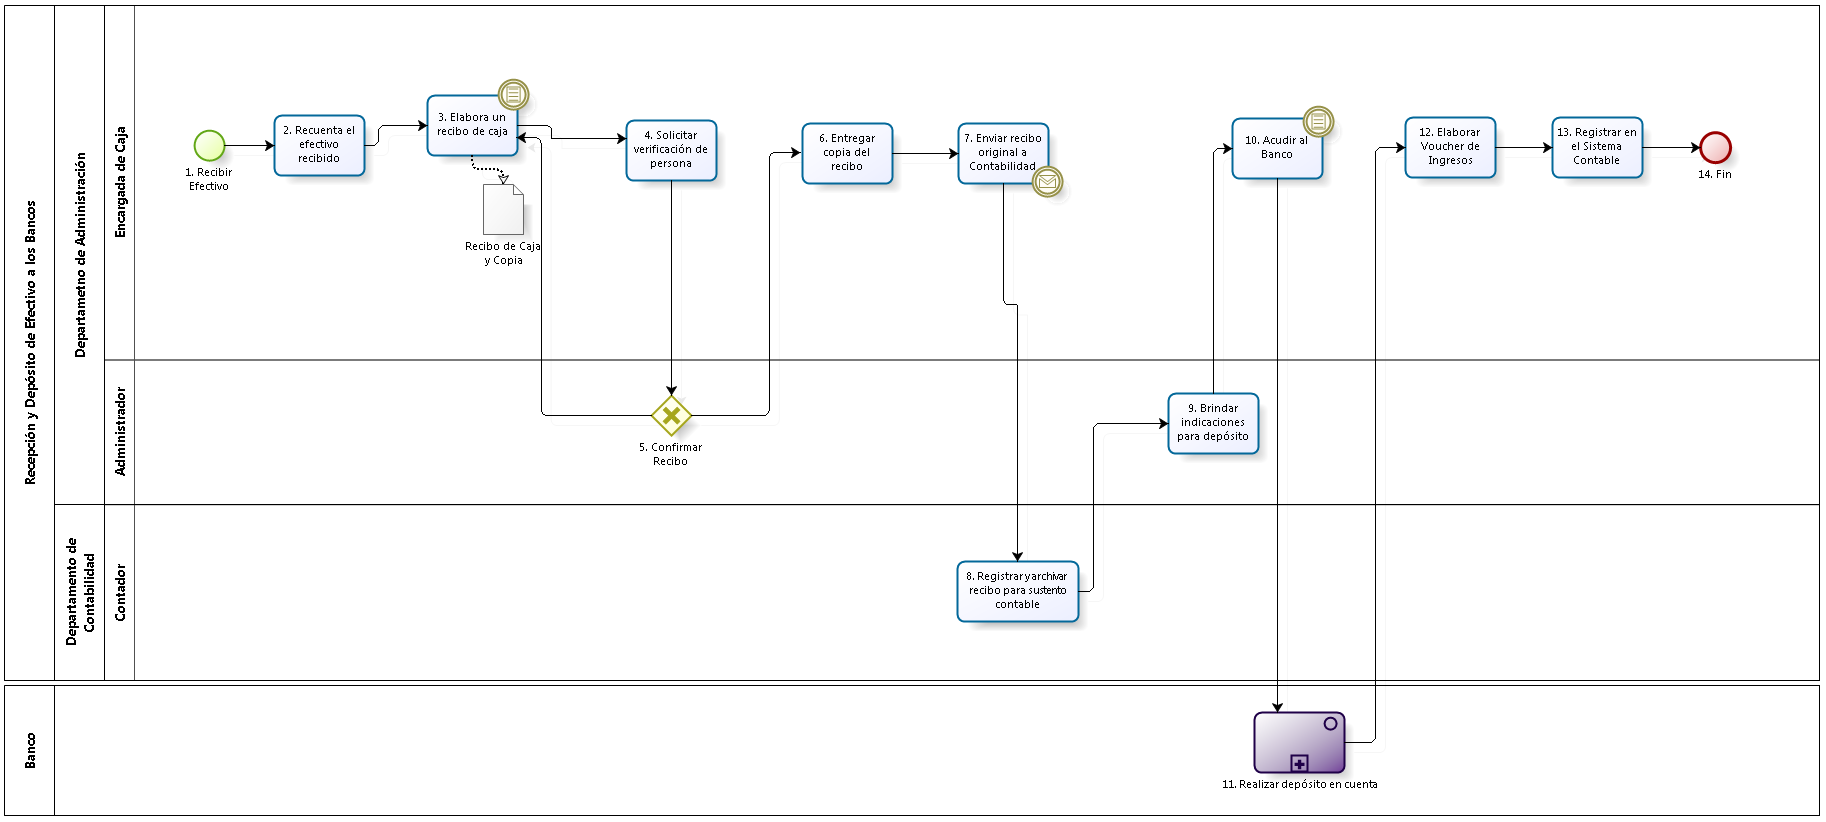 Recepción y Depósito de Efectivo a los Bancos
Departametno de Administración
Encargada de Caja
1. Recibir
Efectivo
2. Recuenta el
efectivo
recibido
3. Elabora un
recibo de caja
Recibo de Caja
y Copia
4. Solicitar
verificación de
persona
6. Entregar
copia del
recibo
7. Enviar recibo
original a
Contabilidad
10. Acudir al
Banco
12. Elaborar
Voucher de
Ingresos
13. Registrar en
el Sistema
Contable
14. Fin
Administrador
5. Confirmar
Recibo
9. Brindar
indicaciones
para depósito
Departamento de
Contabilidad
Contador
8. Registrar y archivar
recibo para sustento
contable
Banco
11. Realizar depósito en cuenta